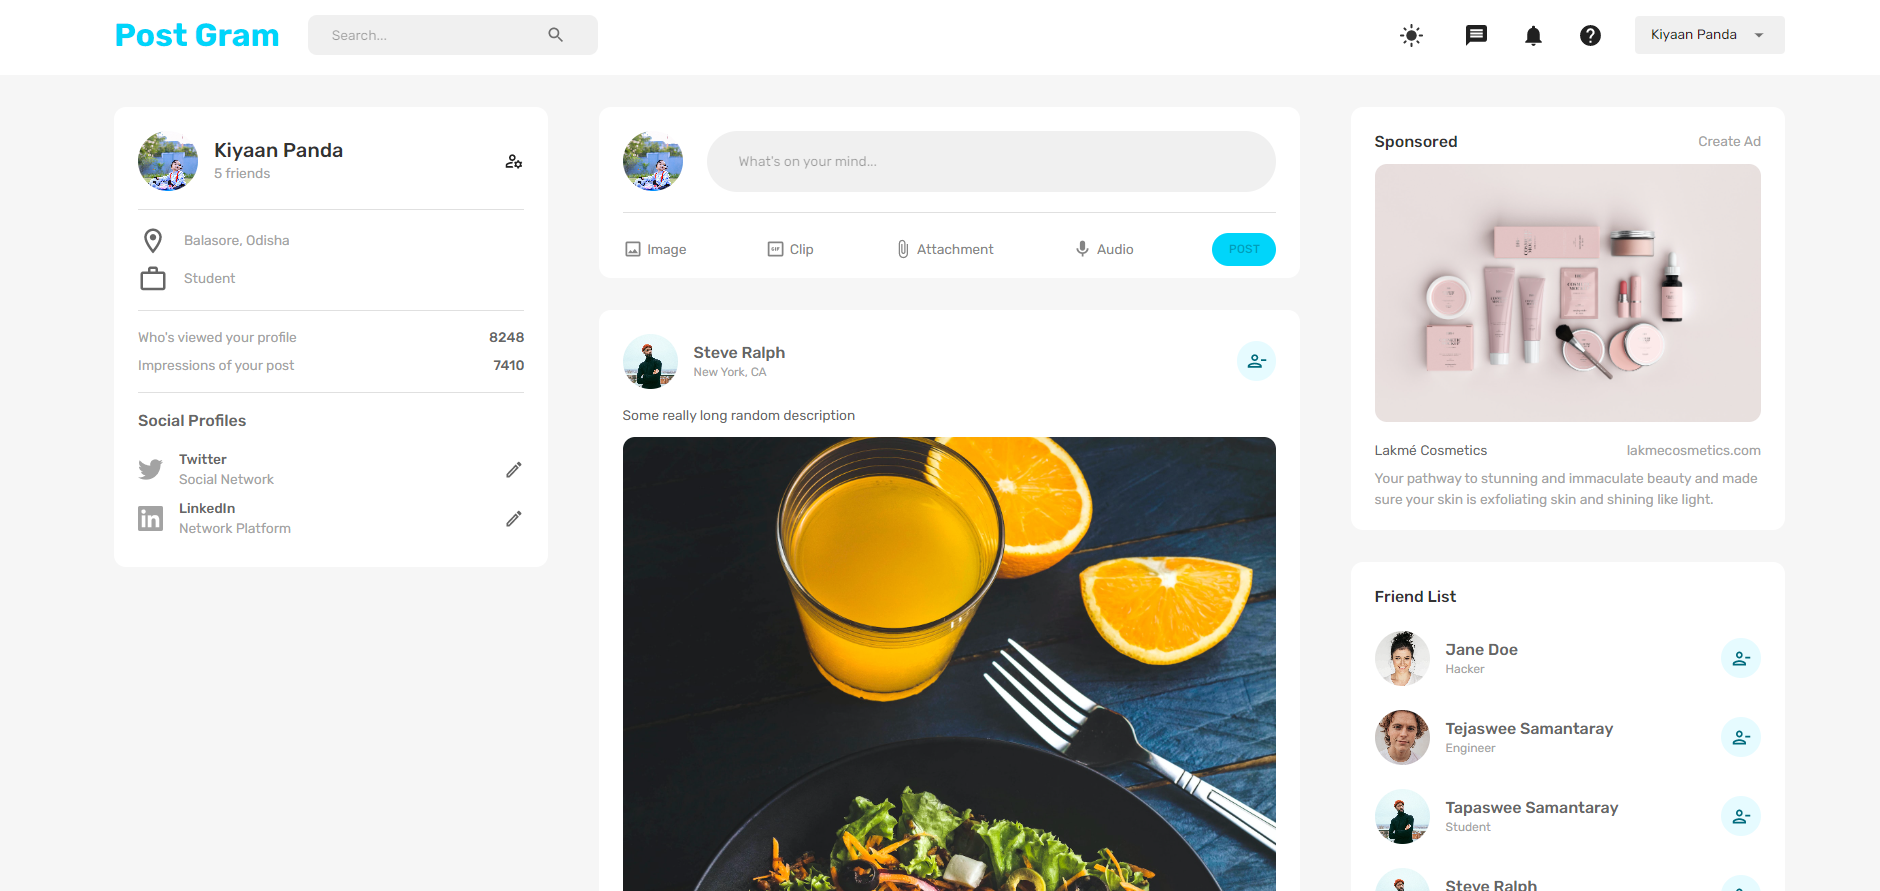 Post Gram
Search...
Kiyaan Panda
Kiyaan Panda
5 friends
Balasore, Odisha
Student
Who's viewed your profile 8248
Impressions of your post 7410
Social Profiles
Twitter
Social Network
LinkedIn
Network Platform
What's on your mind...
Image
GIF Clip
Attachment
Audio
POST
Steve Ralph
New York, CA
Some really long random description
Sponsored Create Ad
Lakmé Cosmetics lakmecosmetics.com
Your pathway to stunning and immaculate beauty and made
sure your skin is exfoliating skin and shining like light.
Friend List
Jane Doe
Hacker
Tejaswee Samantaray
Engineer
Tapaswee Samantaray
Student
Steve Ralph